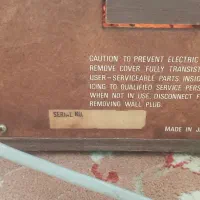 CAUTION: TO PREVENT ELECTRIC
REMOVE COVER. FULLY TRANSIST
USER-SERVICEABLE PARTS INSID
ICING TO QUALIFIED SERVICE PERS
WHEN NOT IN USE, DISCONNECT F
REMOVING WALL PLUG.
SERIAL NO.
MADE IN J